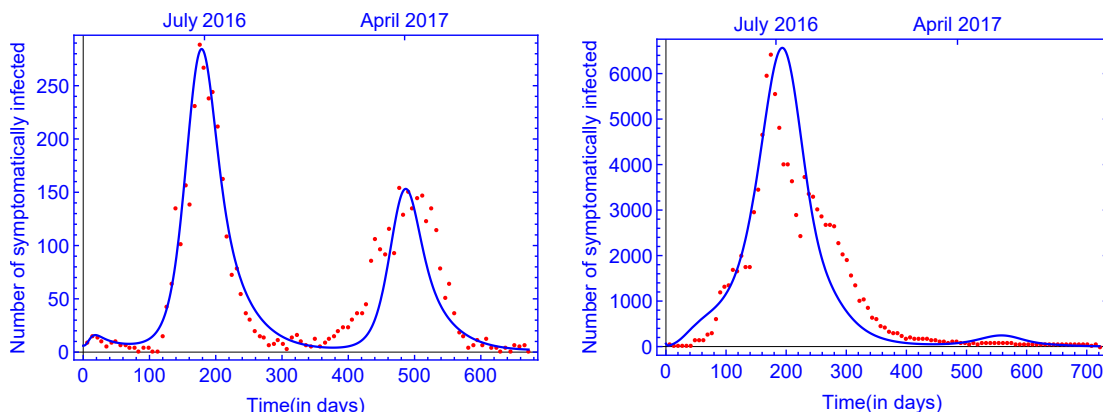 July 2016 April 2017
Number of symptomatically infected
250
200
150
100
50
0
0 100 200 300 400 500 600
Time(in days)
July 2016 April 2017
Number of symptomatically infected
6000
5000
4000
3000
2000
1000
0
0 100 200 300 400 500 600 700
Time(in days)